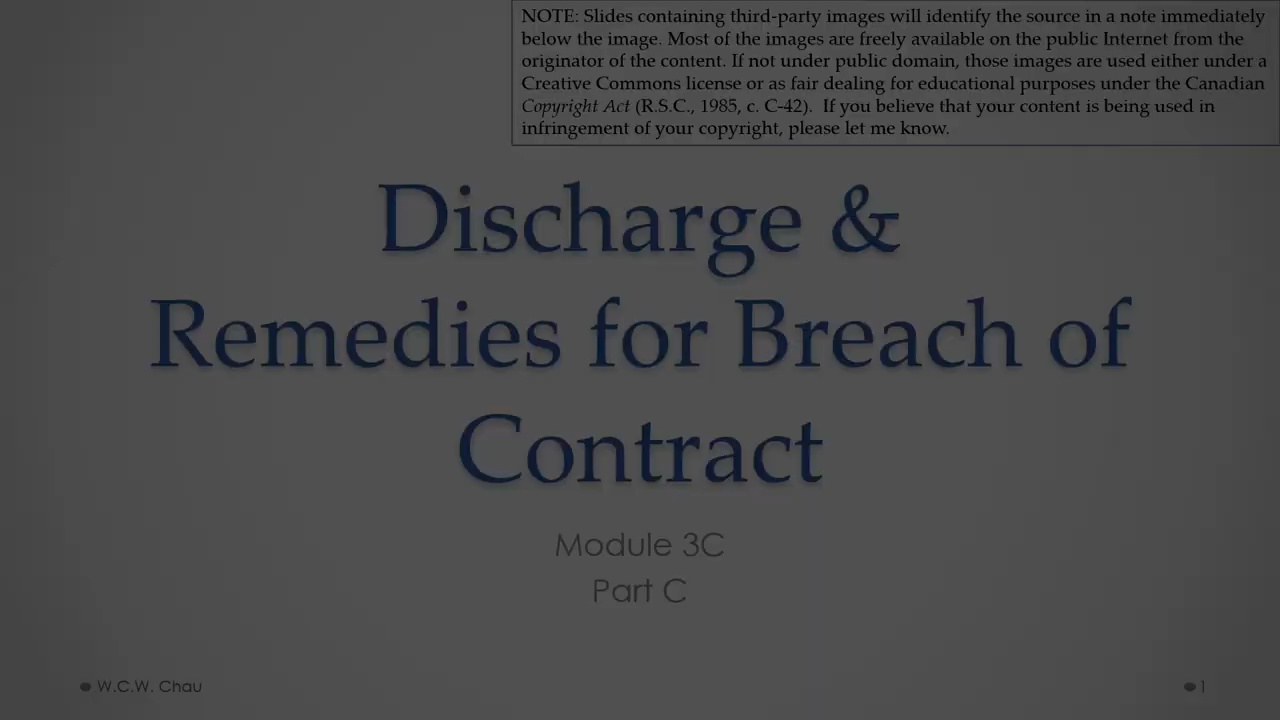 NOTE: Slides containing third-party images will identify the source in a note immediately
below the image. Most of the images are freely available on the public Internet from the
originator of the content. If not under public domain, those images are used either under a
Creative Commons license or as fair dealing for educational purposes under the Canadian
Copyright Act (R.S.C., 1985, c. C-42). If you believe that your content is being used in
infringement of your copyright, please let me know.
Discharge &
Remedies for Breach of
Contract
Module 3C
Part C
W.C.W. Chau
1